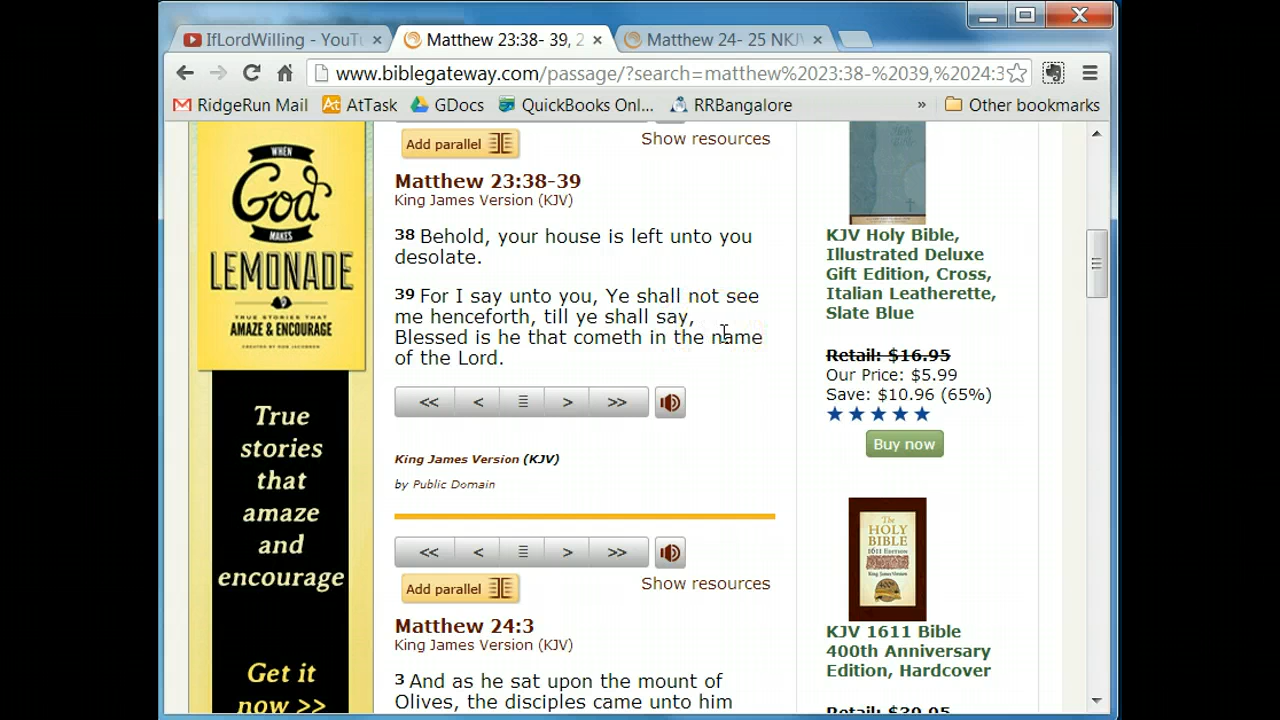 IfLordWilling - YouTu
Matthew 23:38- 39, 2
Matthew 24- 25 NKJV
www.biblegateway.com/passage/?search=matthew%2023:38-%2039,%2024:3
RidgeRun Mail
AtTask
GDocs
QuickBooks Onl...
RRBangalore
»
Other bookmarks
WHEN
God
MAKES
LEMONADE
TRUE STORIES THAT
AMAZE & ENCOURAGE
CREATED BY DON JACOBSON
True
stories
that
amaze
and
encourage
Get it
now >>
Add parallel
Show resources
Matthew 23:38-39
King James Version (KJV)
38 Behold, your house is left unto you
desolate.
39 For I say unto you, Ye shall not see
me henceforth, till ye shall say,
Blessed is he that cometh in the name
of the Lord.
<< < > >>
King James Version (KJV)
by Public Domain
<< < > >>
Add parallel
Show resources
Matthew 24:3
King James Version (KJV)
3 And as he sat upon the mount of
Olives, the disciples came unto him
KJV Holy Bible,
Illustrated Deluxe
Gift Edition, Cross,
Italian Leatherette,
Slate Blue
Retail: $16.95
Our Price: $5.99
Save: $10.96 (65%)
Buy now
The
HOLY
BIBLE
1611 EDITION
KJV 1611 Bible
400th Anniversary
Edition, Hardcover